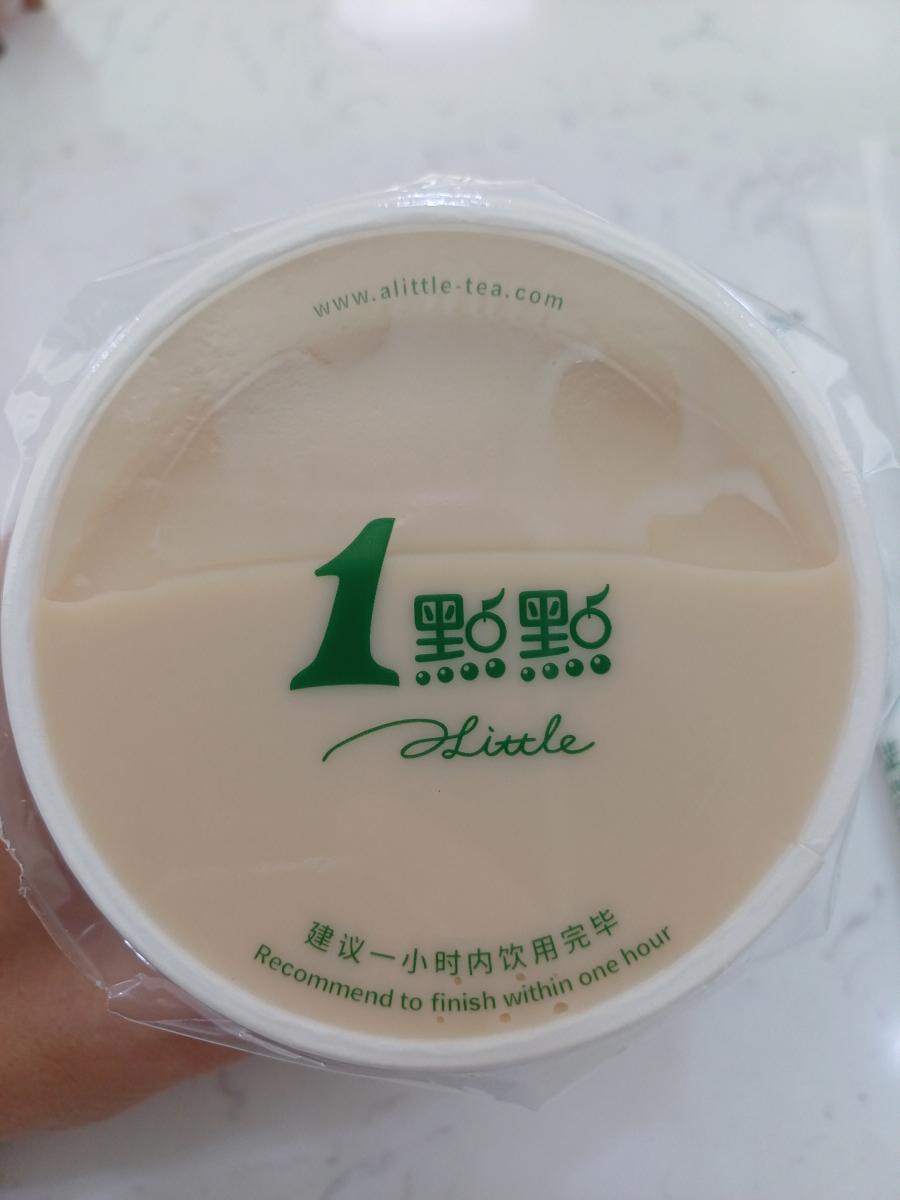 www.alittle-tea.com
1點點
aLittle
建议一小时内饮用完毕
Recommend to finish within one hour